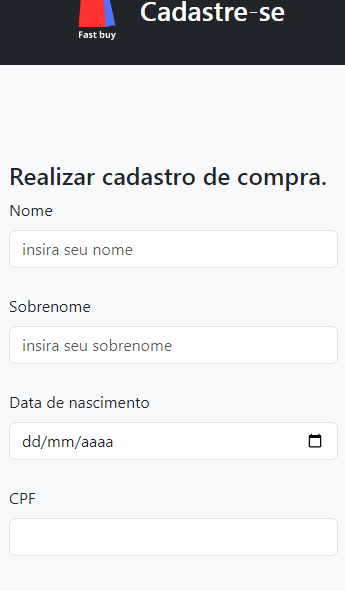 Cadastre-se
Fast buy
Realizar cadastro de compra.
Nome
insira seu nome
Sobrenome
insira seu sobrenome
Data de nascimento
dd/mm/aaaa
CPF